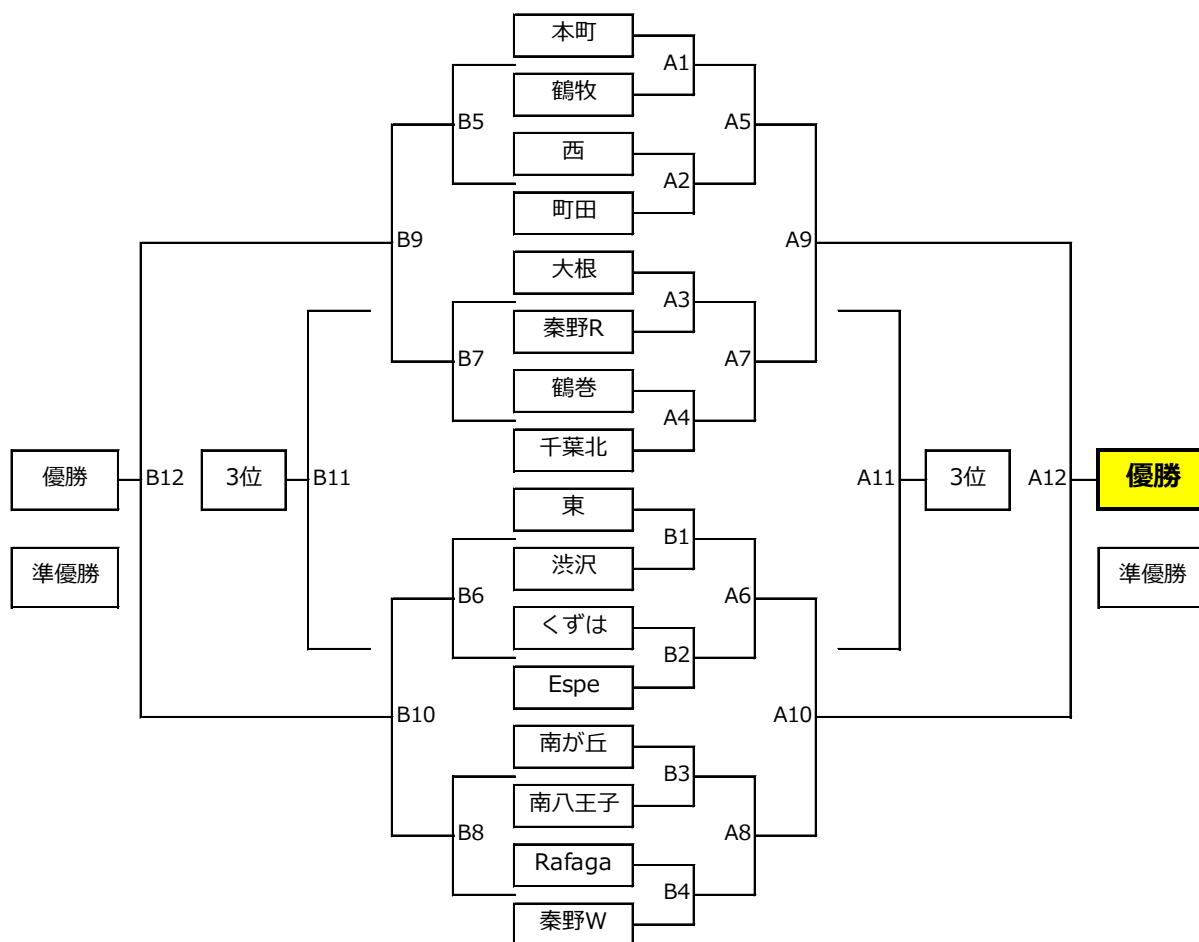 本町
A1
鶴牧
B5
A5
西
A2
町田
B9
A9
大根
A3
秦野R
B7
A7
鶴巻
A4
千葉北
優勝
B12
3位
B11
A11
3位
A12
優勝
東
B1
渋沢
準優勝
準優勝
B6
A6
くずは
B2
Espe
B10
A10
南が丘
B3
南八王子
B8
A8
Rafaga
B4
秦野W